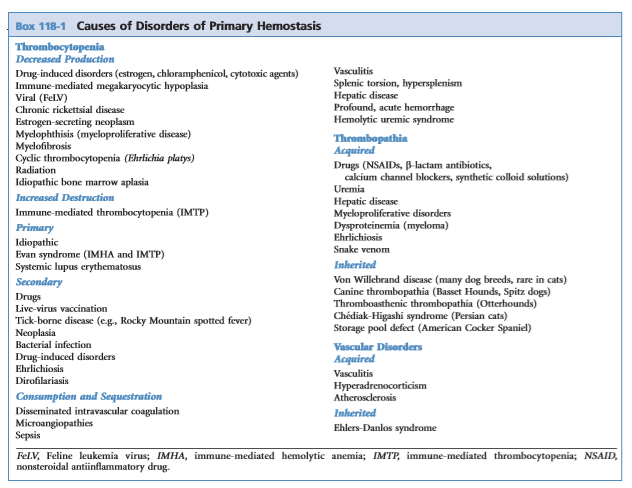 Box 118-1 Causes of Disorders of Primary Hemostasis
Thrombocytopenia
Decreased Production
Drug-induced disorders (estrogen, chloramphenicol, cytotoxic agents)
Immune-mediated megakaryocytic hypoplasia
Viral (FeLV)
Chronic rickettsial disease
Estrogen-secreting neoplasm
Myelophthisis (myeloproliferative disease)
Myelofibrosis
Cyclic thrombocytopenia (Ehrlichia platys)
Radiation
Idiopathic bone marrow aplasia
Increased Destruction
Immune-mediated thrombocytopenia (IMTP)
Primary
Idiopathic
Evan syndrome (IMHA and IMTP)
Systemic lupus erythematosus
Secondary
Drugs
Live-virus vaccination
Tick-borne disease (e.g., Rocky Mountain spotted fever)
Neoplasia
Bacterial infection
Drug-induced disorders
Ehrlichiosis
Dirofilariasis
Consumption and Sequestration
Disseminated intravascular coagulation
Microangiopathies
Sepsis
Vasculitis
Splenic torsion, hypersplenism
Hepatic disease
Profound, acute hemorrhage
Hemolytic uremic syndrome
Thrombopathia
Acquired
Drugs (NSAIDs, β-lactam antibiotics,
calcium channel blockers, synthetic colloid solutions)
Uremia
Hepatic disease
Myeloproliferative disorders
Dysproteinemia (myeloma)
Ehrlichiosis
Snake venom
Inherited
Von Willebrand disease (many dog breeds, rare in cats)
Canine thrombopathia (Basset Hounds, Spitz dogs)
Thromboasthenic thrombopathia (Otterhounds)
Chédiak-Higashi syndrome (Persian cats)
Storage pool defect (American Cocker Spaniel)
Vascular Disorders
Acquired
Vasculitis
Hyperadrenocorticism
Atherosclerosis
Inherited
Ehlers-Danlos syndrome
FeLV, Feline leukemia virus; IMHA, immune-mediated hemolytic anemia; IMTP, immune-mediated thrombocytopenia; NSAID,
nonsteroidal antiinflammatory drug.